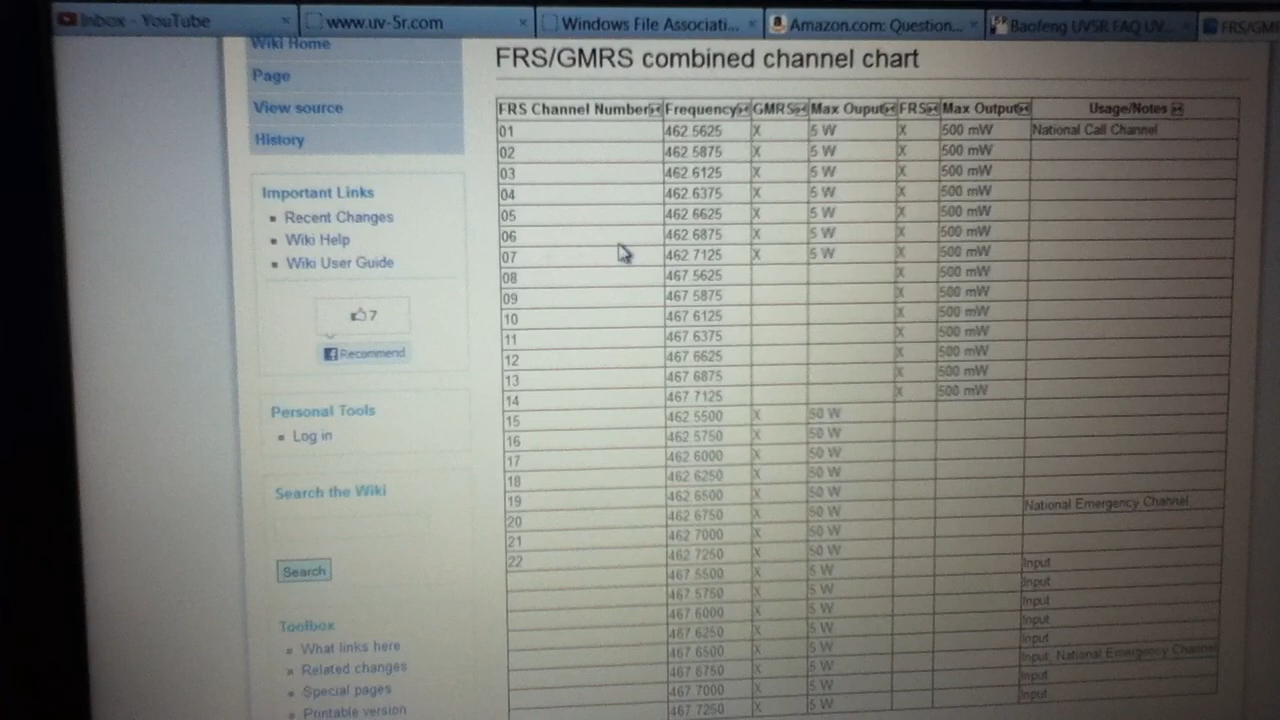 Inbox - YouTube
www.uv-5r.com
Windows File Associati...
Amazon.com: Question...
Baofeng UV5R FAQ UV...
FRS/GM
Wiki Home
Page
View source
History
Important Links
Recent Changes
Wiki Help
Wiki User Guide
7
Recommend
Personal Tools
Log in
Search the Wiki
Search
Toolbox
What links here
Related changes
Special pages
Printable version
FRS/GMRS combined channel chart
FRS Channel Number Frequency GMRS Max Ouput FRS Max Output Usage/Notes
01 462 5625 X 5 W X 500 mW National Call Channel
02 462 5875 X 5 W X 500 mW
03 462 6125 X 5 W X 500 mW
04 462 6375 X 5 W X 500 mW
05 462 6625 X 5 W X 500 mW
06 462 6875 X 5 W X 500 mW
07 462 7125 X 5 W X 500 mW
08 467 5625 X 500 mW
09 467 5875 X 500 mW
10 467 6125 X 500 mW
11 467 6375 X 500 mW
12 467 6625 X 500 mW
13 467 6875 X 500 mW
14 467 7125 X 500 mW
15 462 5500 X 50 W
16 462 5750 X 50 W
17 462 6000 X 50 W
18 462 6250 X 50 W
19 462 6500 X 50 W
20 462 6750 X 50 W National Emergency Channel
21 462 7000 X 50 W
22 462 7250 X 50 W
467 5500 X 5 W Input
467 5750 X 5 W Input
467 6000 X 5 W Input
467 6250 X 5 W Input
467 6500 X 5 W Input
467 6750 X 5 W Input, National Emergency Channel
467 7000 X 5 W Input
467 7250 X 5 W Input